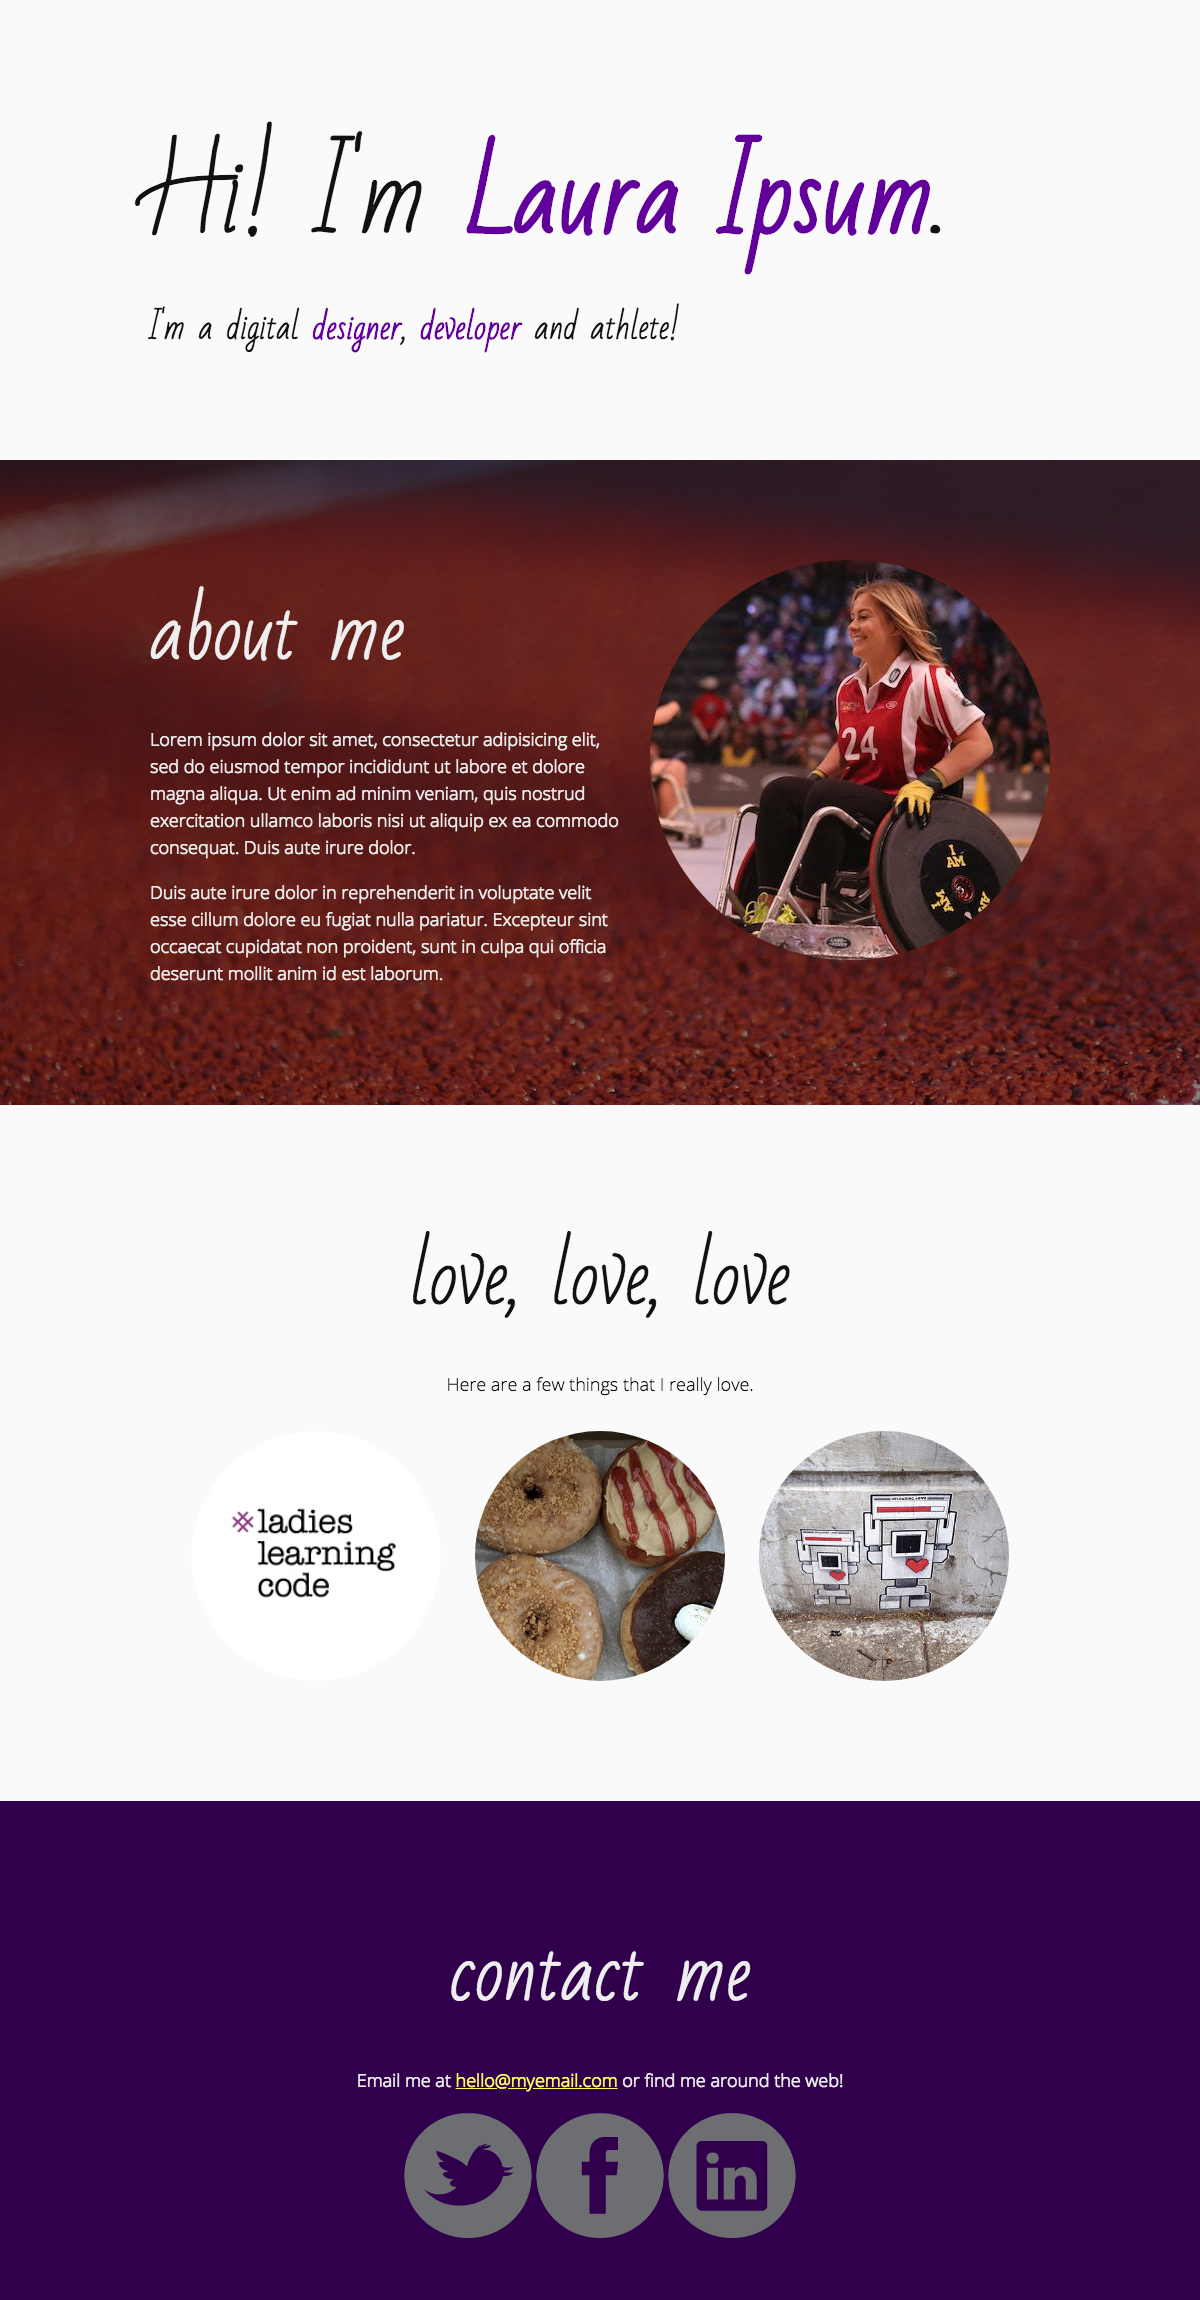 Hi! I'm Laura Ipsum.
I'm a digital designer, developer and athlete!
about me
Lorem ipsum dolor sit amet, consectetur adipisicing elit,
sed do eiusmod tempor incididunt ut labore et dolore
magna aliqua. Ut enim ad minim veniam, quis nostrud
exercitation ullamco laboris nisi ut aliquip ex ea commodo
consequat. Duis aute irure dolor.
Duis aute irure dolor in reprehenderit in voluptate velit
esse cillum dolore eu fugiat nulla pariatur. Excepteur sint
occaecat cupidatat non proident, sunt in culpa qui officia
deserunt mollit anim id est laborum.
24
I
AM
I
AM
love, love, love
Here are a few things that I really love.
ladies
learning
code
contact me
Email me at hello@myemail.com or find me around the web!
f
in